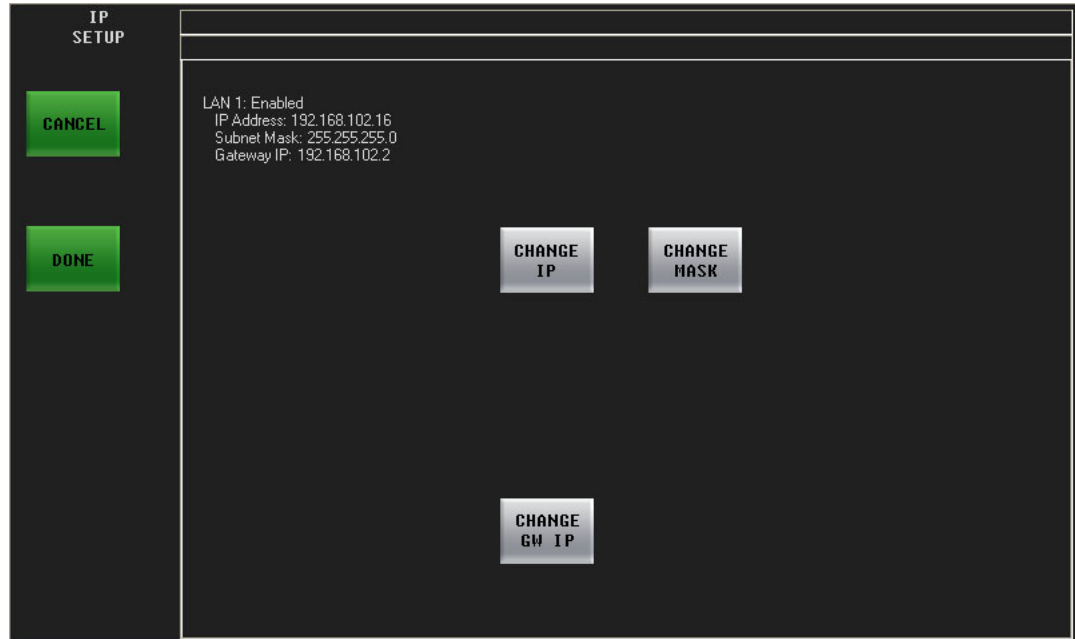 IP
SETUP
CANCEL
DONE
LAN 1: Enabled
IP Address: 192.168.102.16
Subnet Mask: 255.255.255.0
Gateway IP: 192.168.102.2
CHANGE
IP
CHANGE
MASK
CHANGE
GW IP